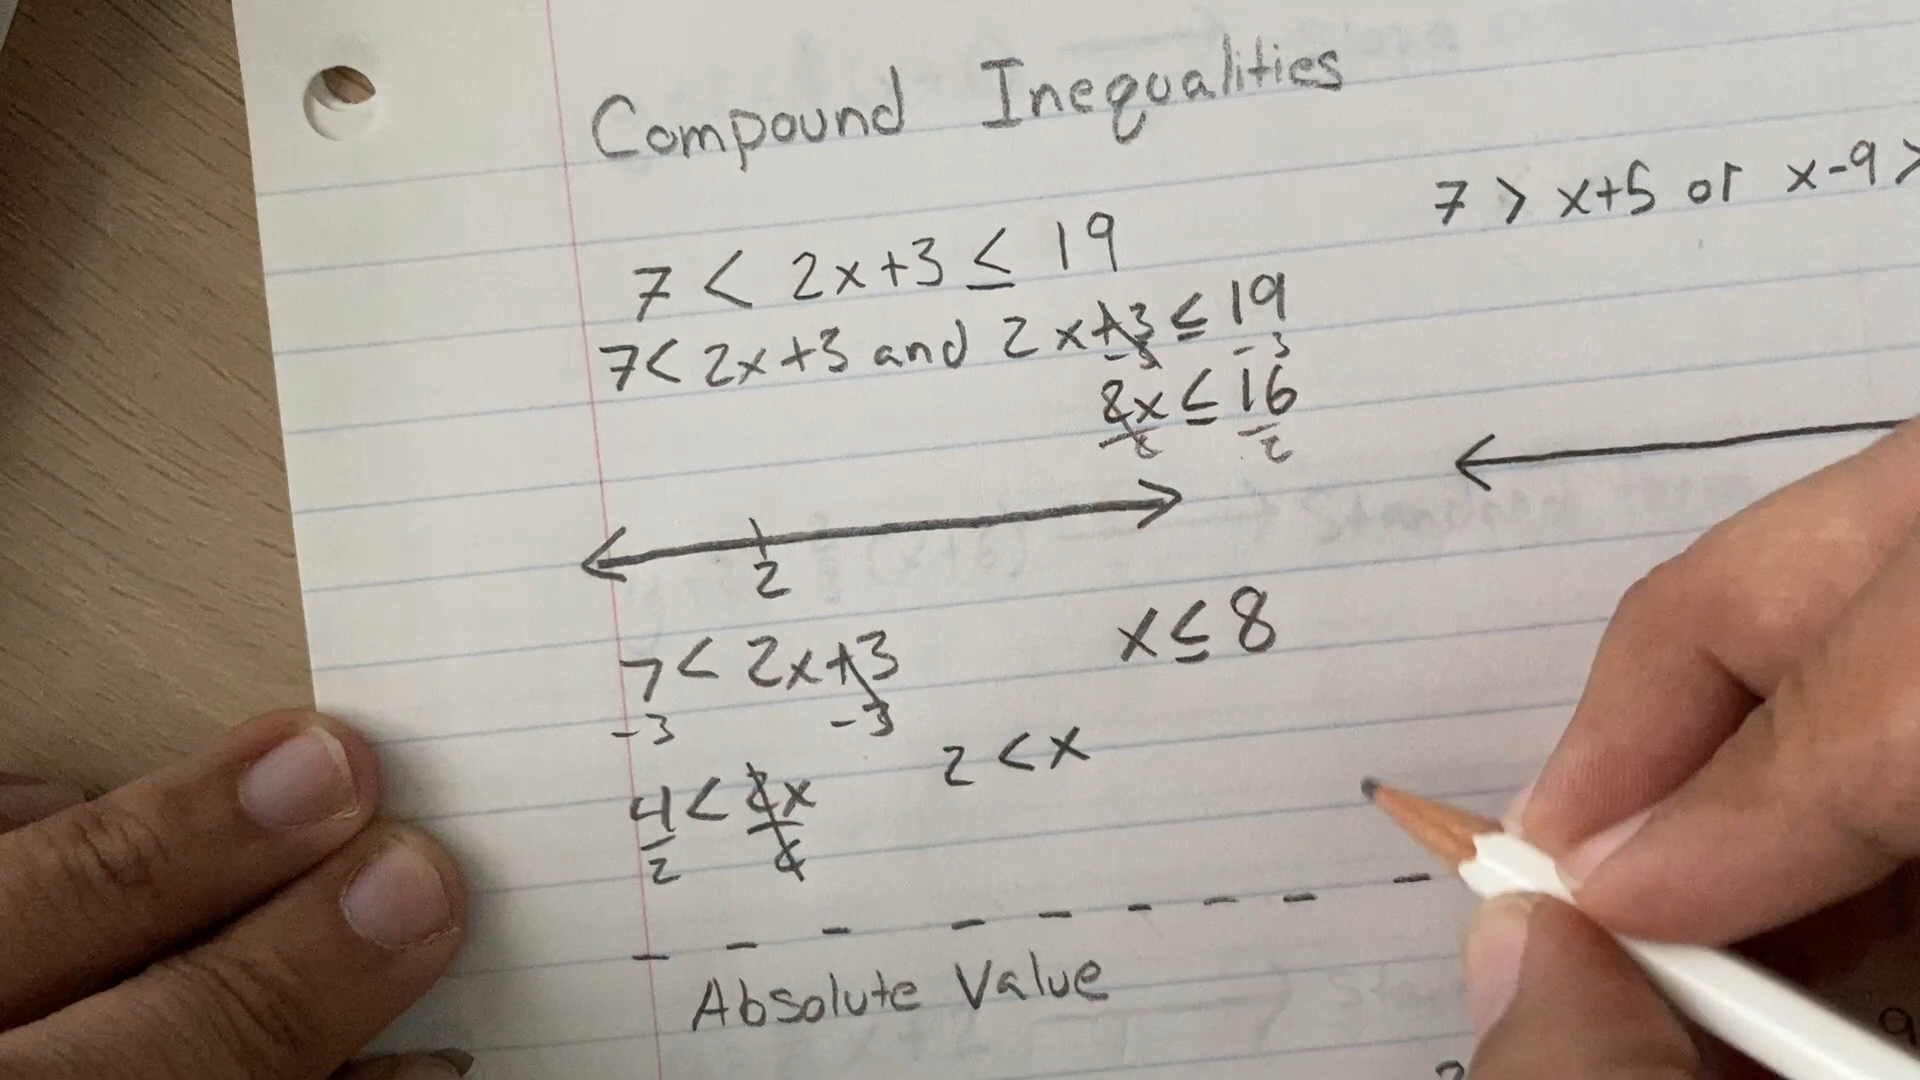 Compound Inequalities
7 < 2x+3 ≤ 19
7 > x+5 or x-9 >
7 < 2x+3 and 2x+3 ≤ 19
-3 -3
2x ≤ 16
2 2
2
7 < 2x+3
-3 -3
x ≤ 8
2 < x
4 < 2x
2 2
Absolute Value
9